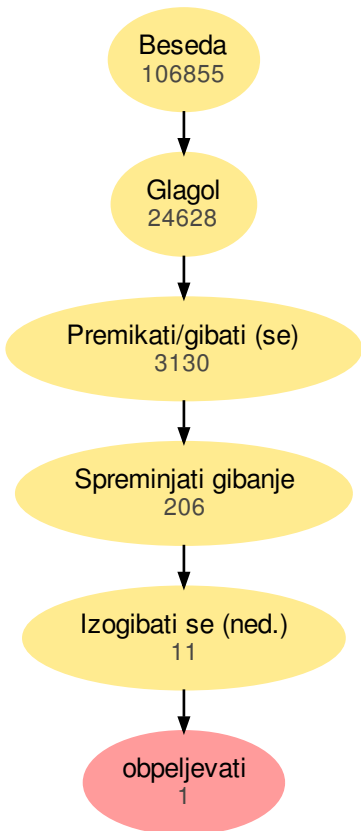 Beseda
106855
Glagol
24628
Premikati/gibati (se)
3130
Spreminjati gibanje
206
Izogibati se (ned.)
11
obpeljevati
1